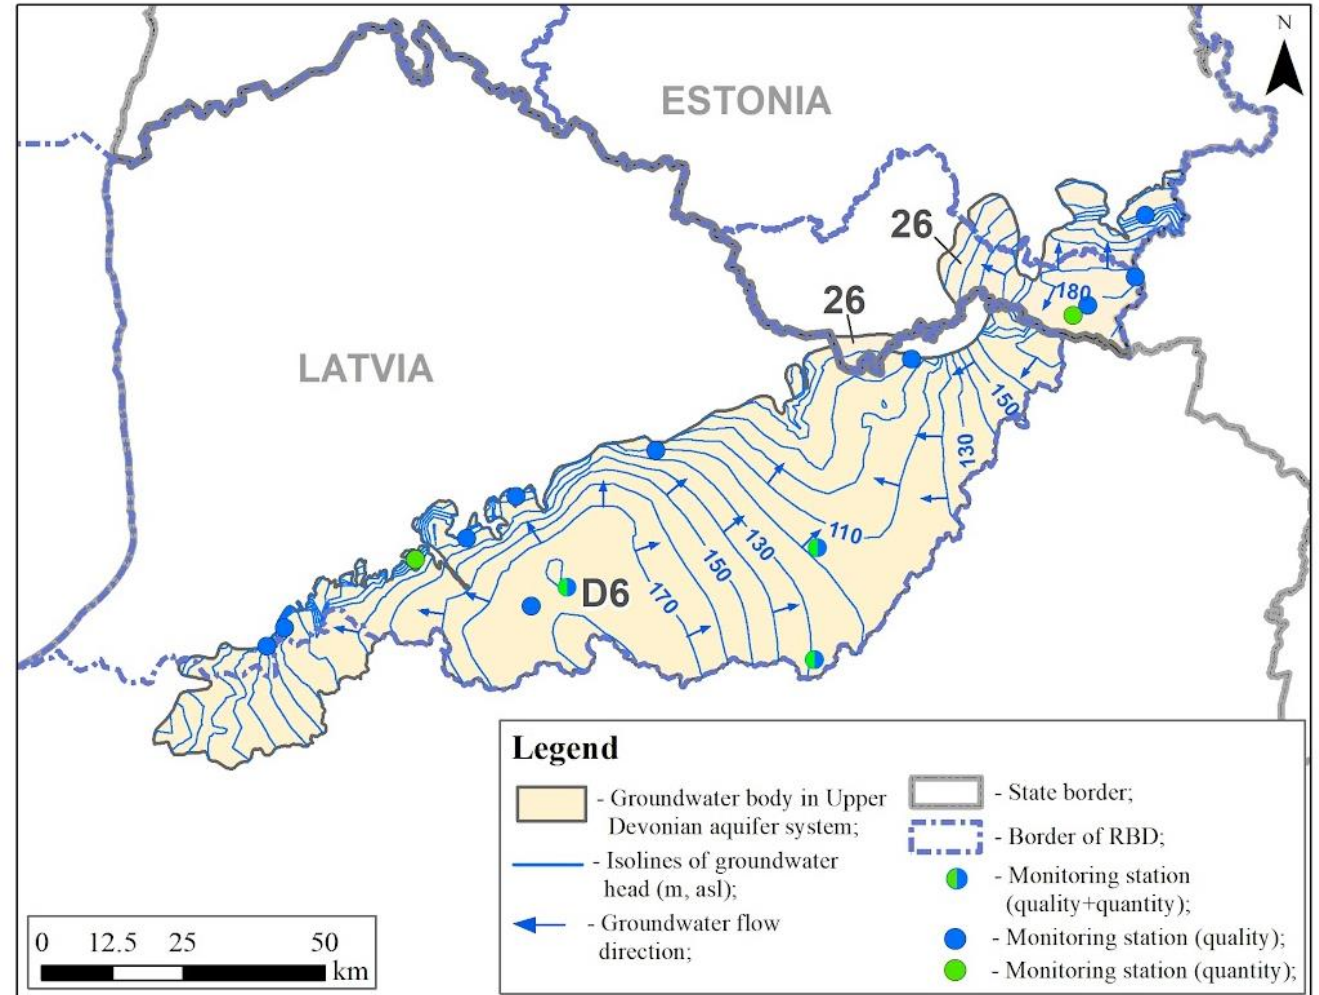 N
ESTONIA
26
180
26
LATVIA
150
130
110
130
150
D6
170
Legend
- Groundwater body in Upper
Devonian aquifer system;
- Isolines of groundwater
head (m, asl);
- Groundwater flow
direction;
- State border;
- Border of RBD;
- Monitoring station
(quality+quantity);
- Monitoring station (quality);
- Monitoring station (quantity);
0 12.5 25 50
km